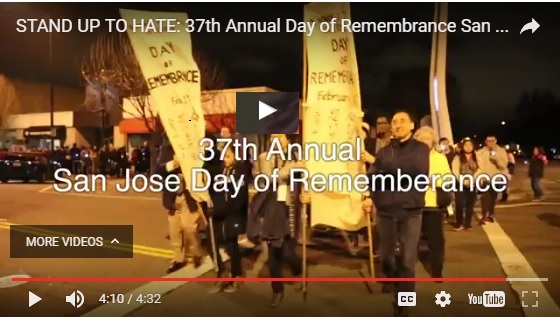 STAND UP TO HATE: 37th Annual Day of Remembrance San ...
DAY
OF
REMEMBRANCE
DAY
OF
REMEMBRA
Februar
37th Annual
San Jose Day of Rememberance
MORE VIDEOS
4:10 / 4:32
CC
YouTube